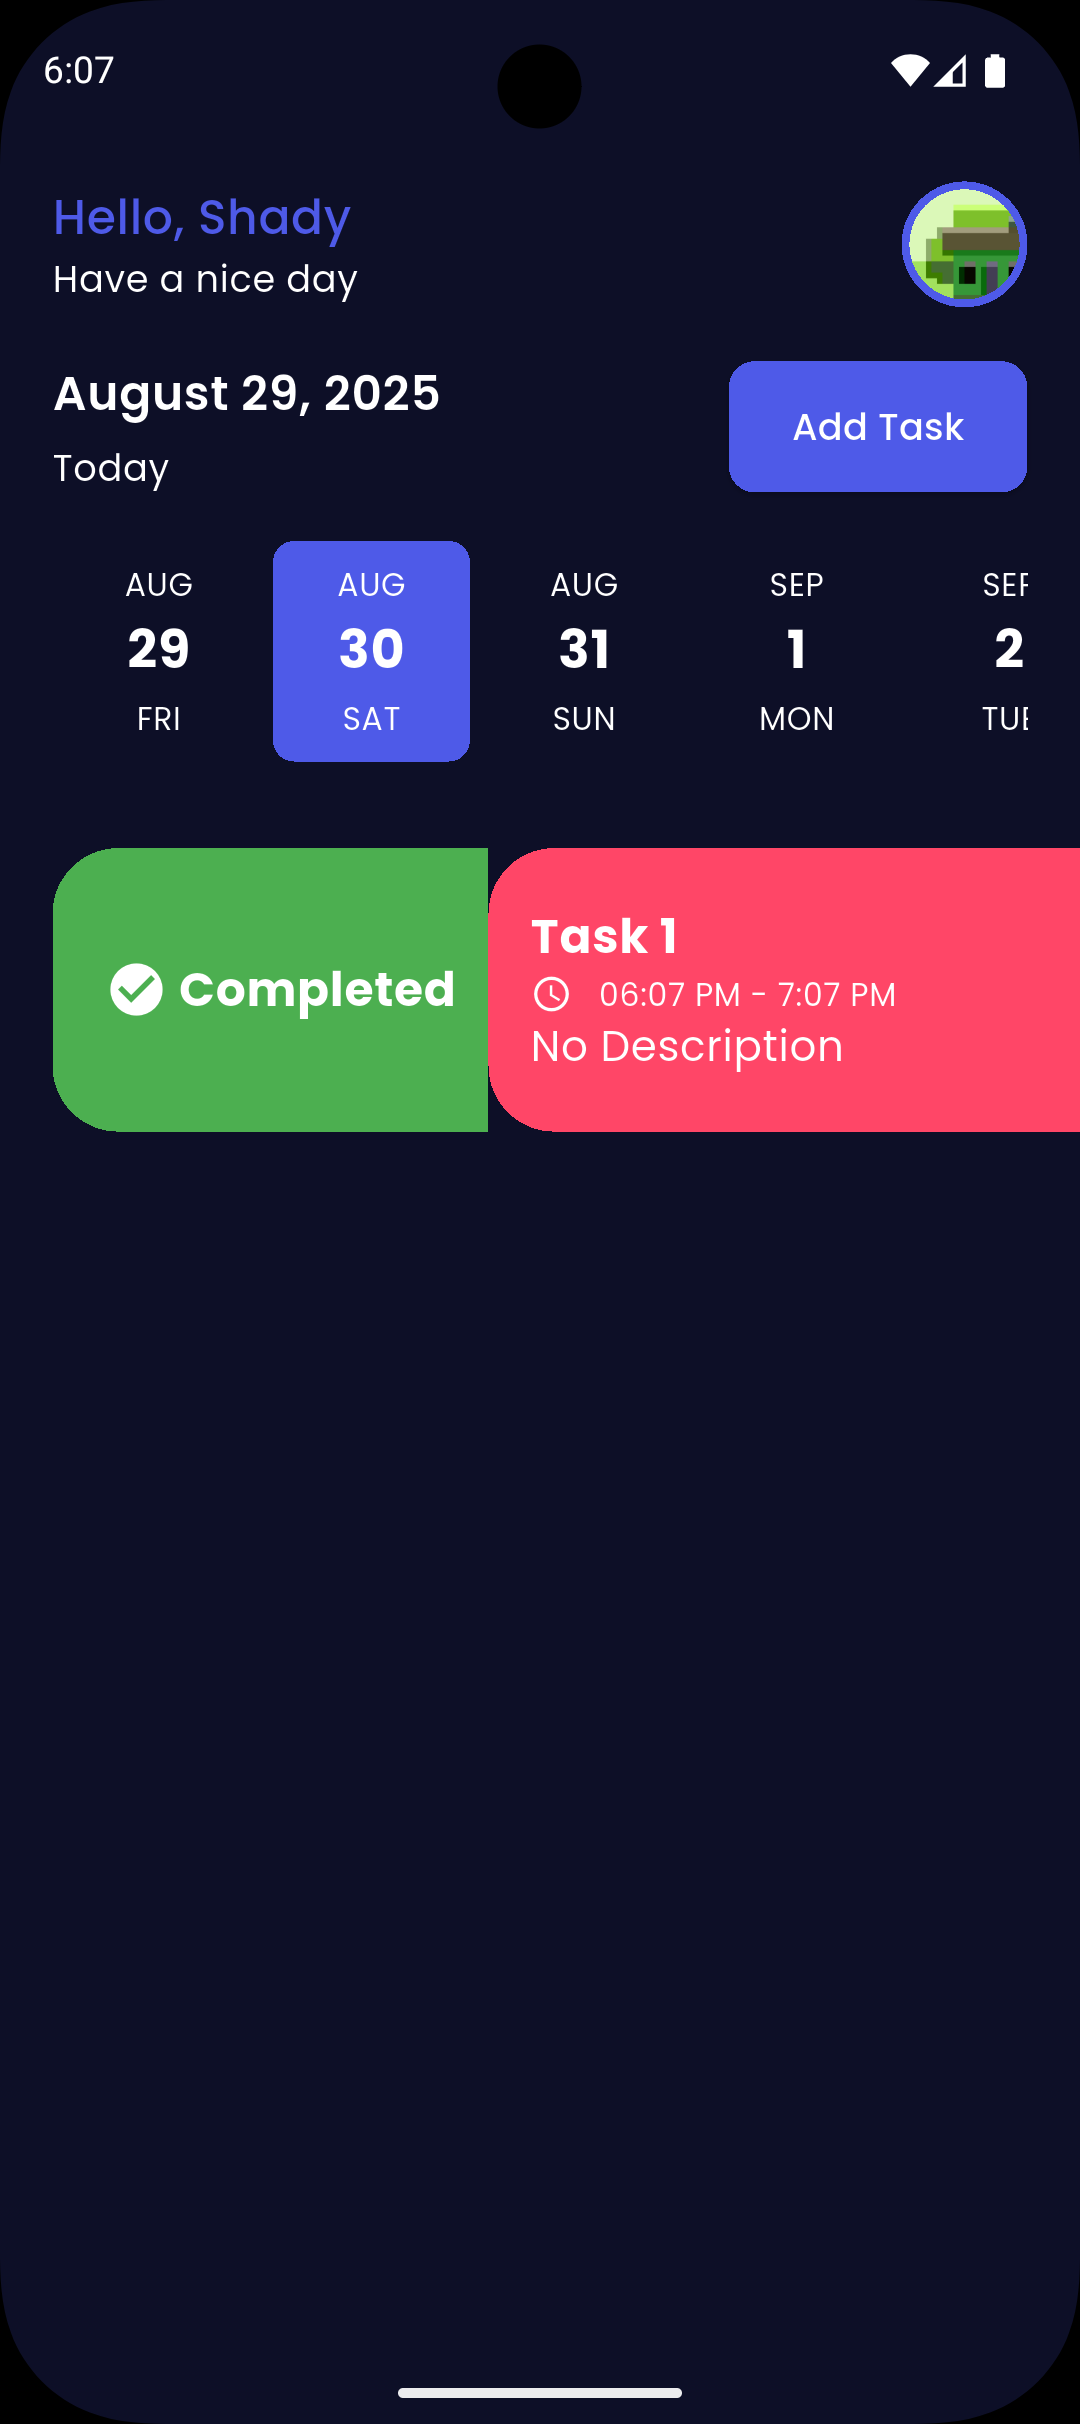 6:07
Hello, Shady
Have a nice day
August 29, 2025
Today
Add Task
AUG AUG AUG SEP SEP
29 30 31 1 2
FRI SAT SUN MON TUE
Completed
Task 1
06:07 PM - 7:07 PM
No Description